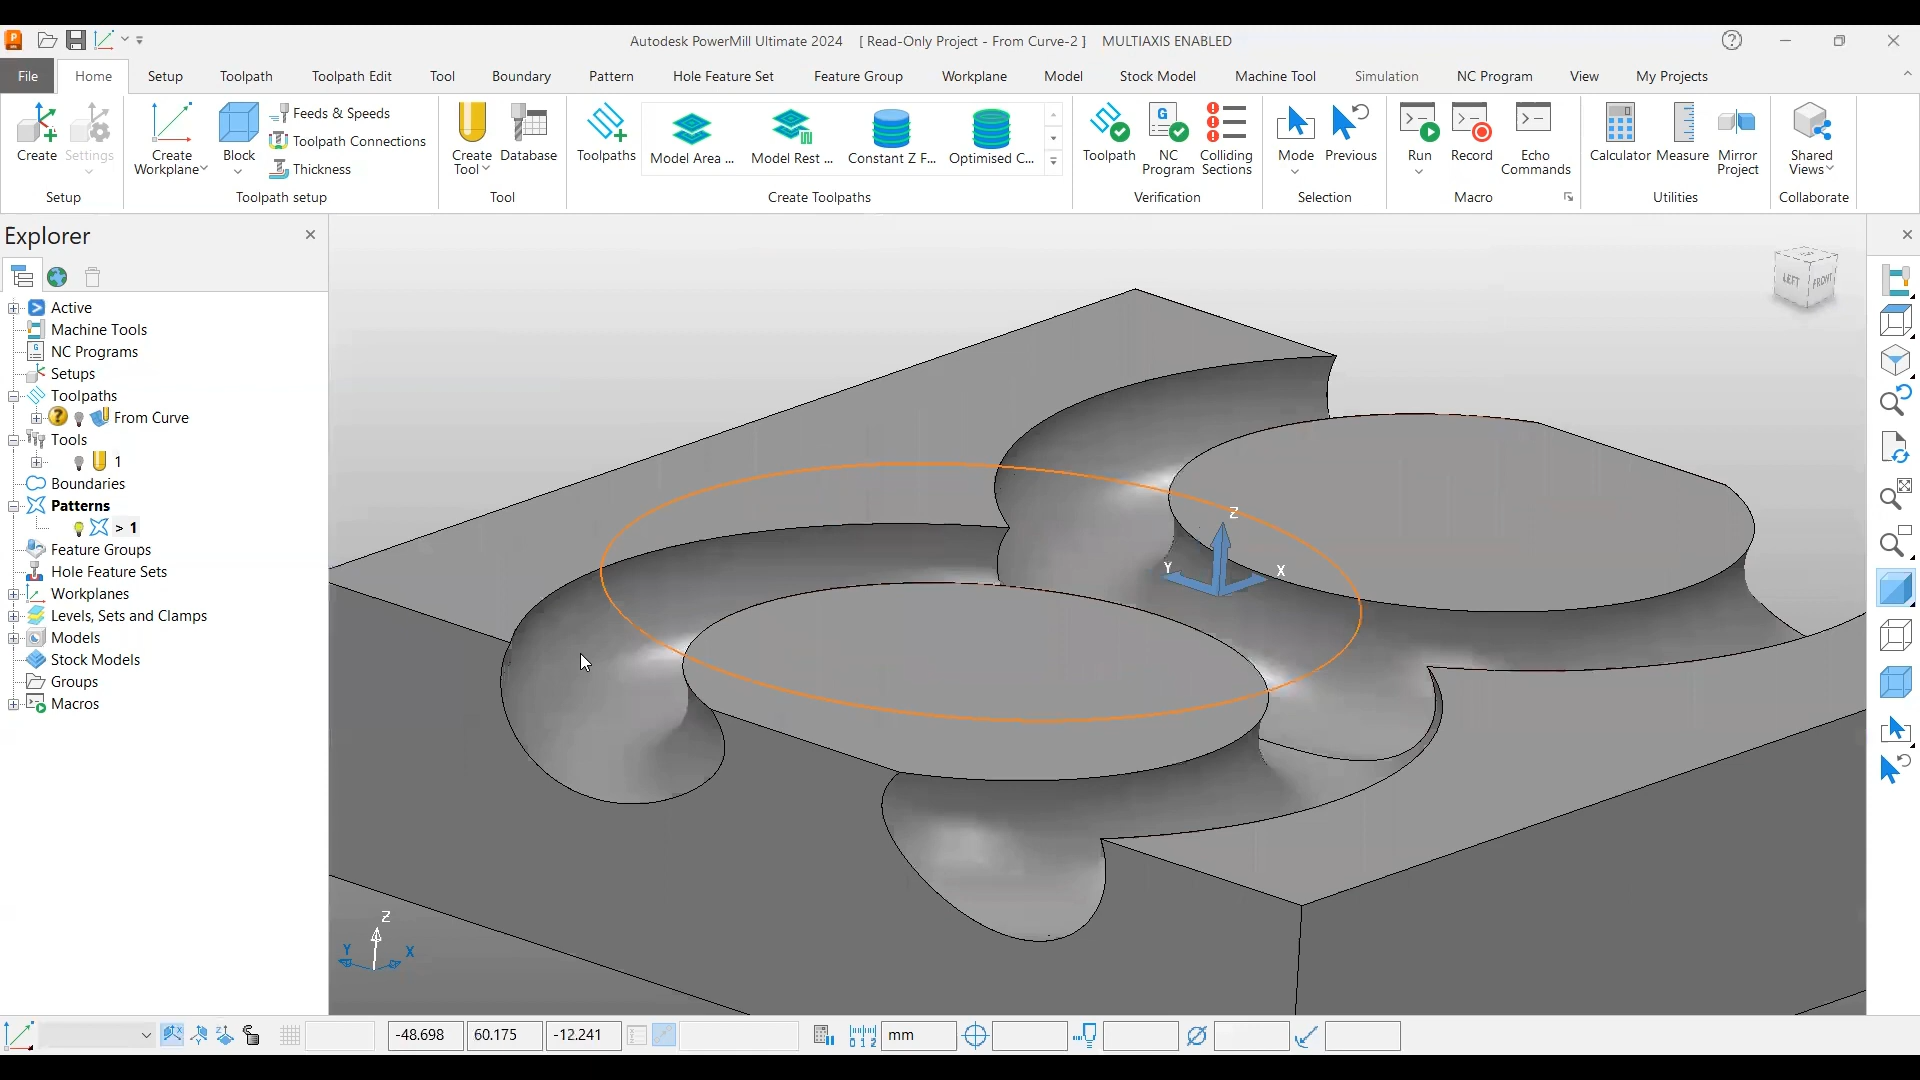 Autodesk PowerMill Ultimate 2024 [ Read-Only Project - From Curve-2 ] MULTIAXIS ENABLED
File Home Setup Toolpath Toolpath Edit Tool Boundary Pattern Hole Feature Set Feature Group Workplane Model Stock Model Machine Tool Simulation NC Program View My Projects
Create
Settings
Setup
Create
Workplane
Block
Feeds & Speeds
Toolpath Connections
Thickness
Toolpath setup
Create
Tool
Database
Tool
Toolpaths
Model Area ...
Model Rest ...
Constant Z F...
Optimised C...
Create Toolpaths
Toolpath
NC
Program
Colliding
Sections
Verification
Mode
Previous
Selection
Run
Record
Echo
Commands
Macro
Calculator
Measure
Mirror
Project
Utilities
Shared
Views
Collaborate
Explorer
Active
Machine Tools
NC Programs
Setups
Toolpaths
From Curve
Tools
1
Boundaries
Patterns
> 1
Feature Groups
Hole Feature Sets
Workplanes
Levels, Sets and Clamps
Models
Stock Models
Groups
Macros
LEFT FRONT
Z
Y X
Z
Y X
-48.698 60.175 -12.241 mm